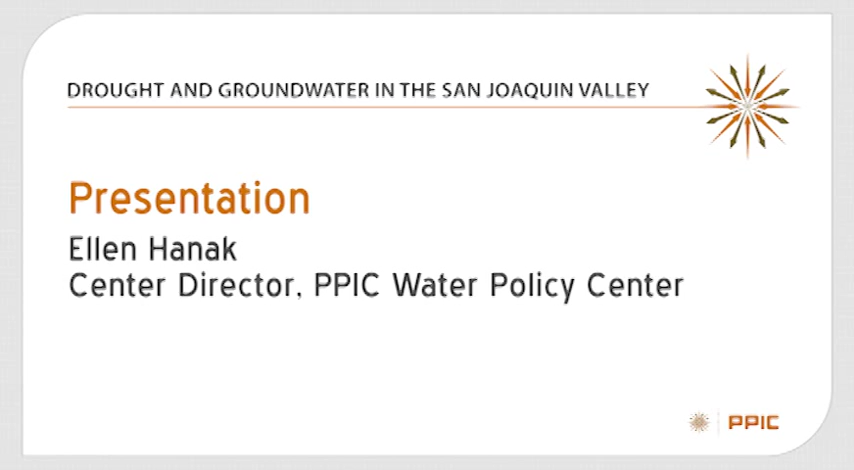 DROUGHT AND GROUNDWATER IN THE SAN JOAQUIN VALLEY
Presentation
Ellen Hanak
Center Director, PPIC Water Policy Center
PPIC